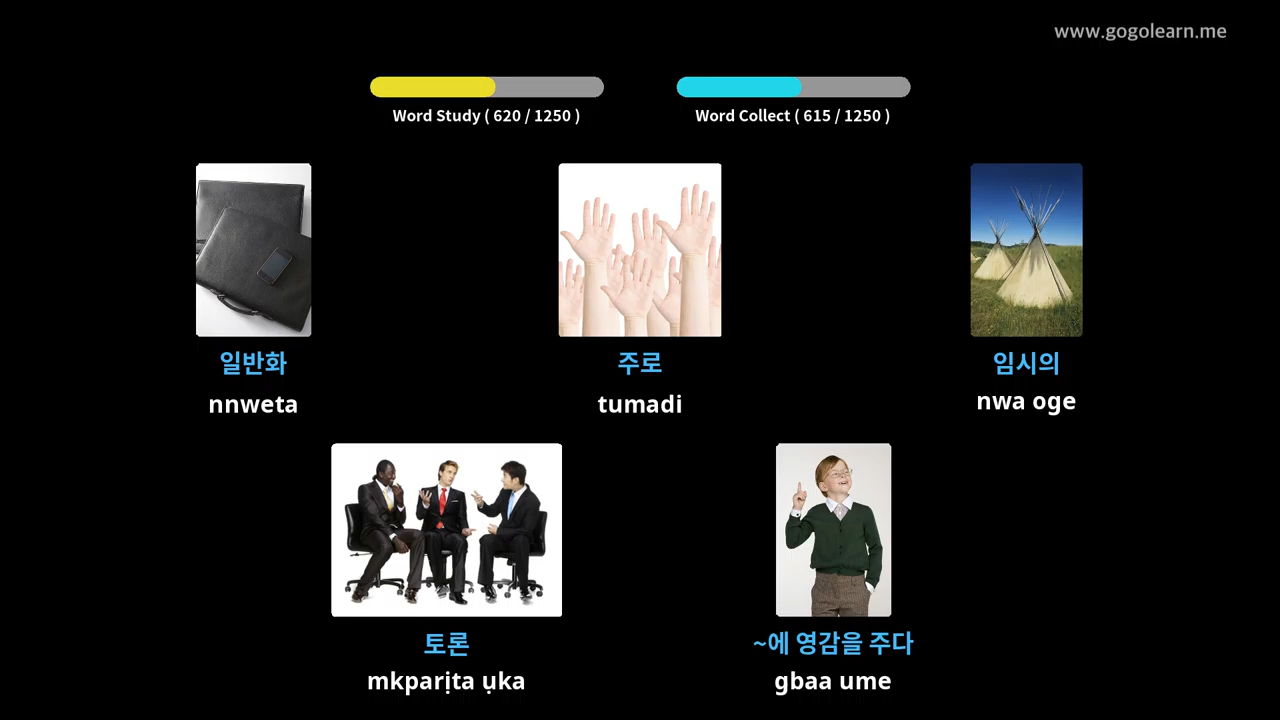 www.gogolearn.me
Word Study ( 620 / 1250 )
Word Collect ( 615 / 1250 )
일반화
nnweta
주로
tumadi
임시의
nwa oge
토론
mkparịta ụka
~에 영감을 주다
gbaa ume